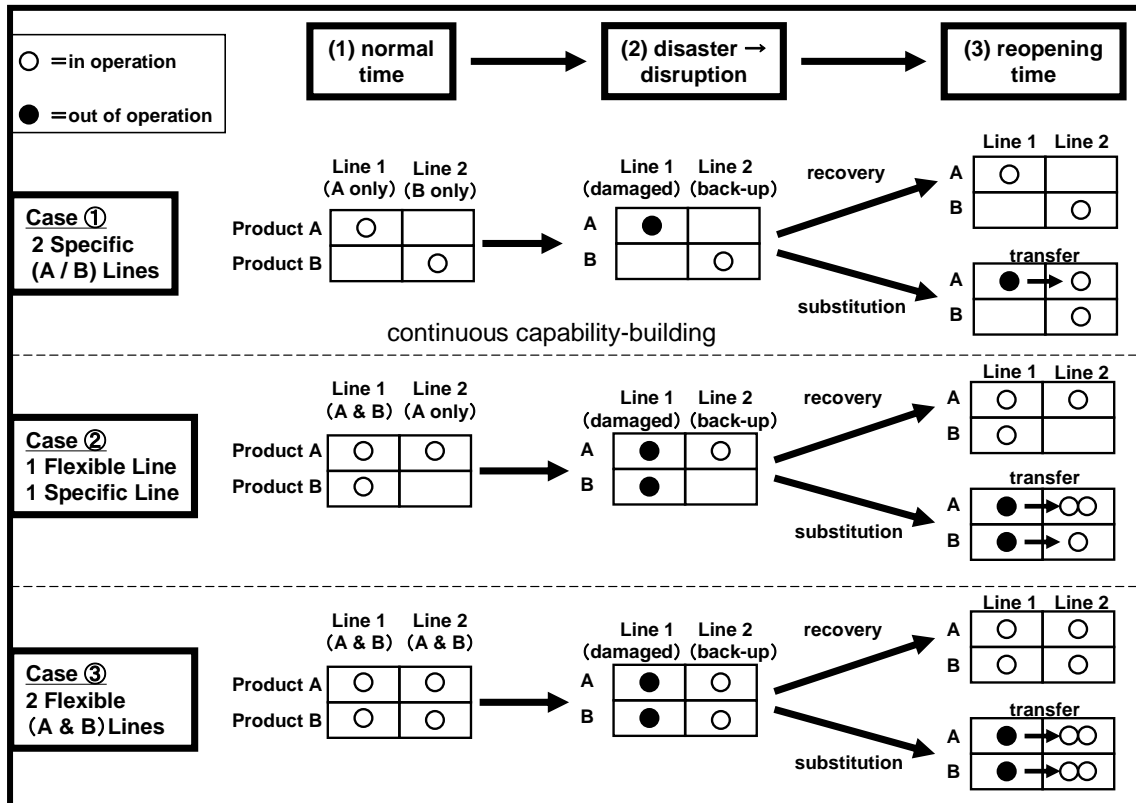 ○ =in operation
● =out of operation
(1) normal
time
(2) disaster →
disruption
(3) reopening
time
Case ①
2 Specific
(A / B) Lines
Line 1
(A only)
Line 2
(B only)
Product A
Product B
Line 1
(damaged)
Line 2
(back-up)
A
B
recovery
substitution
Line 1 Line 2
A
B
transfer
A
B
continuous capability-building
Case ②
1 Flexible Line
1 Specific Line
Line 1
(A & B)
Line 2
(A only)
Product A
Product B
Line 1
(damaged)
Line 2
(back-up)
A
B
recovery
substitution
Line 1 Line 2
A
B
transfer
A
B
Case ③
2 Flexible
(A & B) Lines
Line 1
(A & B)
Line 2
(A & B)
Product A
Product B
Line 1
(damaged)
Line 2
(back-up)
A
B
recovery
substitution
Line 1 Line 2
A
B
transfer
A
B